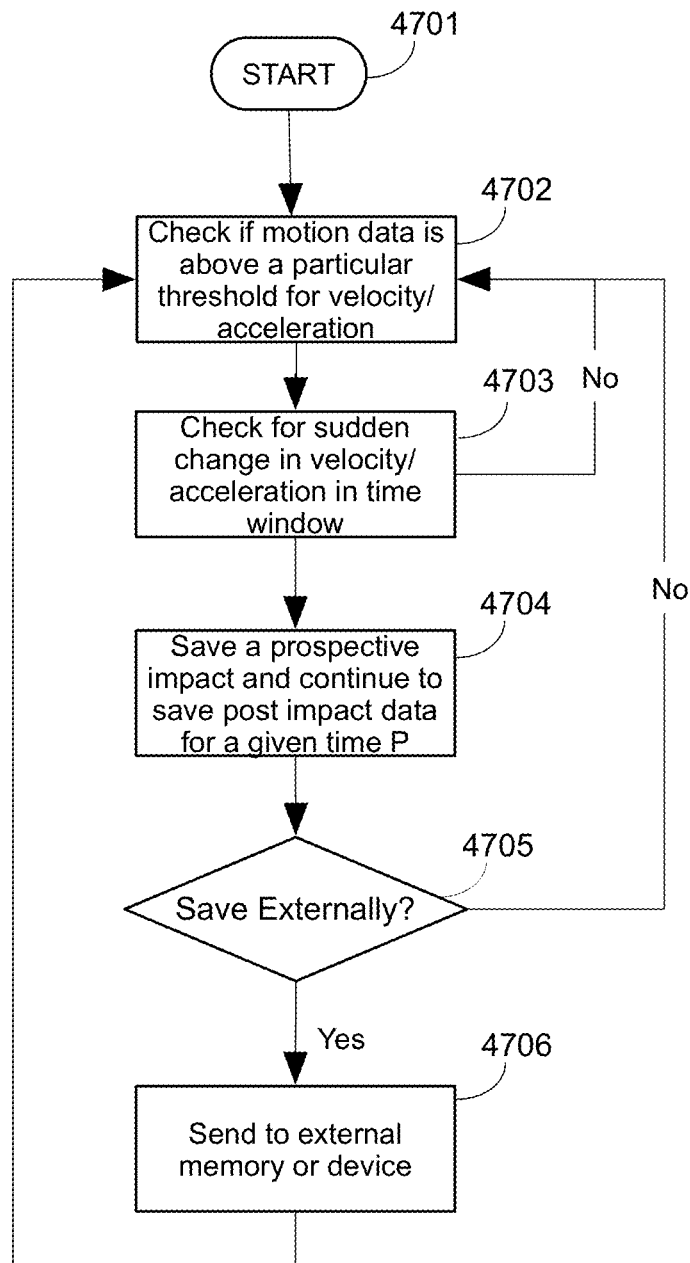 4701
START
4702
Check if motion data is
above a particular
threshold for velocity/
acceleration
4703
No
Check for sudden
change in velocity/
acceleration in time
window
No
4704
Save a prospective
impact and continue to
save post impact data
for a given time P
4705
Save Externally?
Yes
4706
Send to external
memory or device